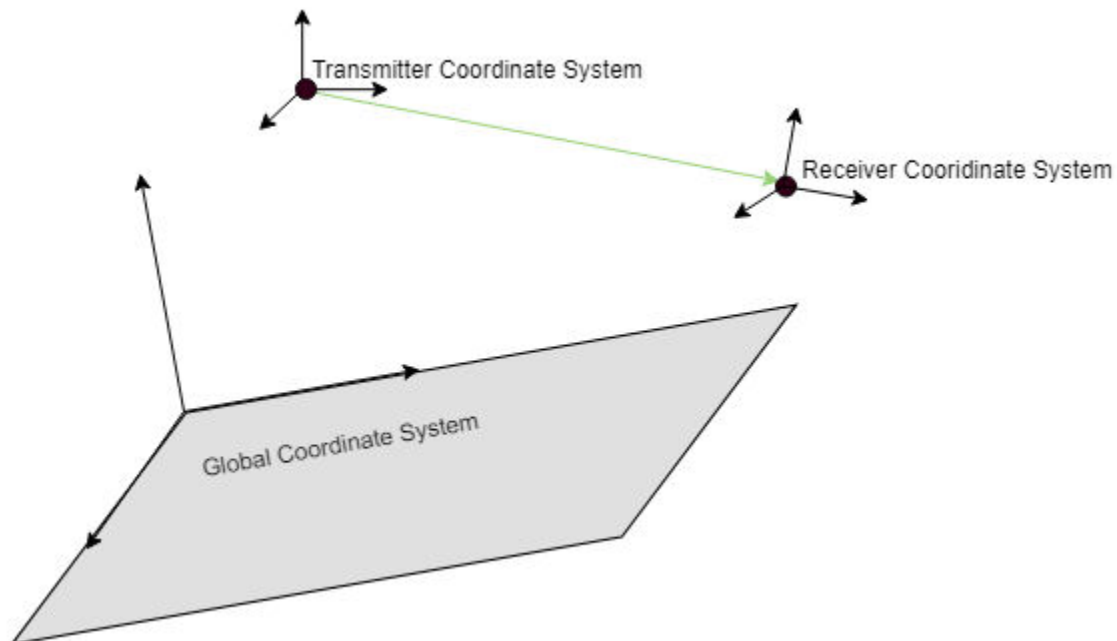 Transmitter Coordinate System
Receiver Cooridinate System
Global Coordinate System